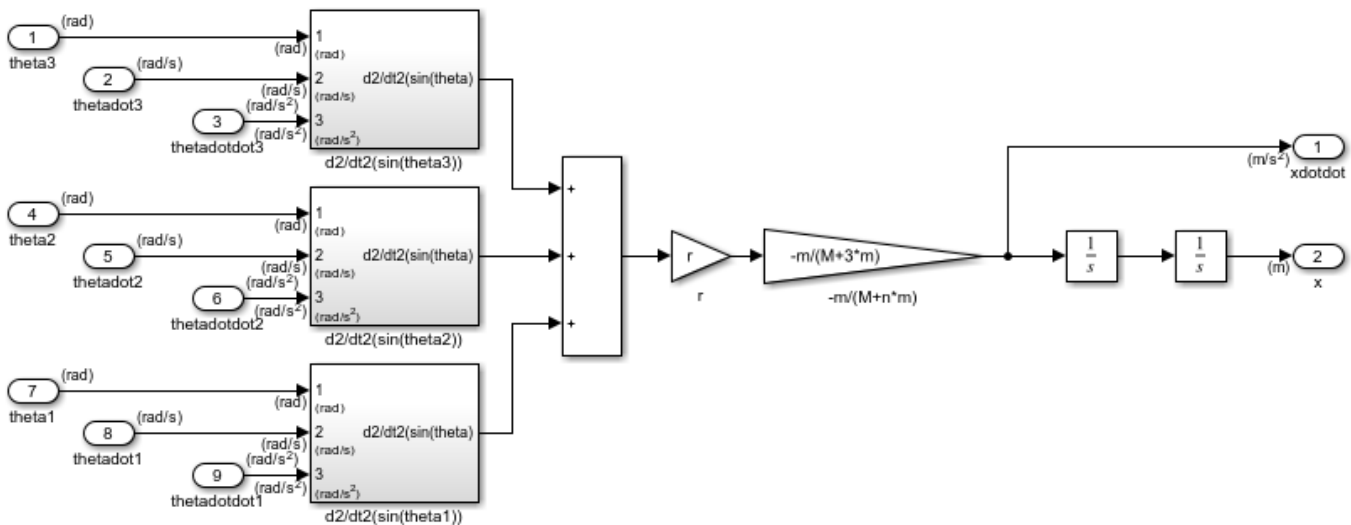 (rad)
1
theta3
(rad)
1
(rad)
(rad/s)
2
thetadot3
(rad/s)
2
(rad/s)
d2/dt2(sin(theta)
(rad/s²)
3
thetadotdot3
(rad/s²)
3
(rad/s²)
d2/dt2(sin(theta3))
(rad)
4
theta2
(rad)
1
(rad)
(rad/s)
5
thetadot2
(rad/s)
2
(rad/s)
d2/dt2(sin(theta)
(rad/s²)
6
thetadotdot2
(rad/s²)
3
(rad/s²)
d2/dt2(sin(theta2))
(rad)
7
theta1
(rad)
1
(rad)
(rad/s)
8
thetadot1
(rad/s)
2
(rad/s)
d2/dt2(sin(theta)
(rad/s²)
9
thetadotdot1
(rad/s²)
3
(rad/s²)
d2/dt2(sin(theta1))
+
+
+
r
r
-m/(M+3*m)
-m/(M+n*m)
(m/s²)
1
xdotdot
1
s
1
s
(m)
2
x